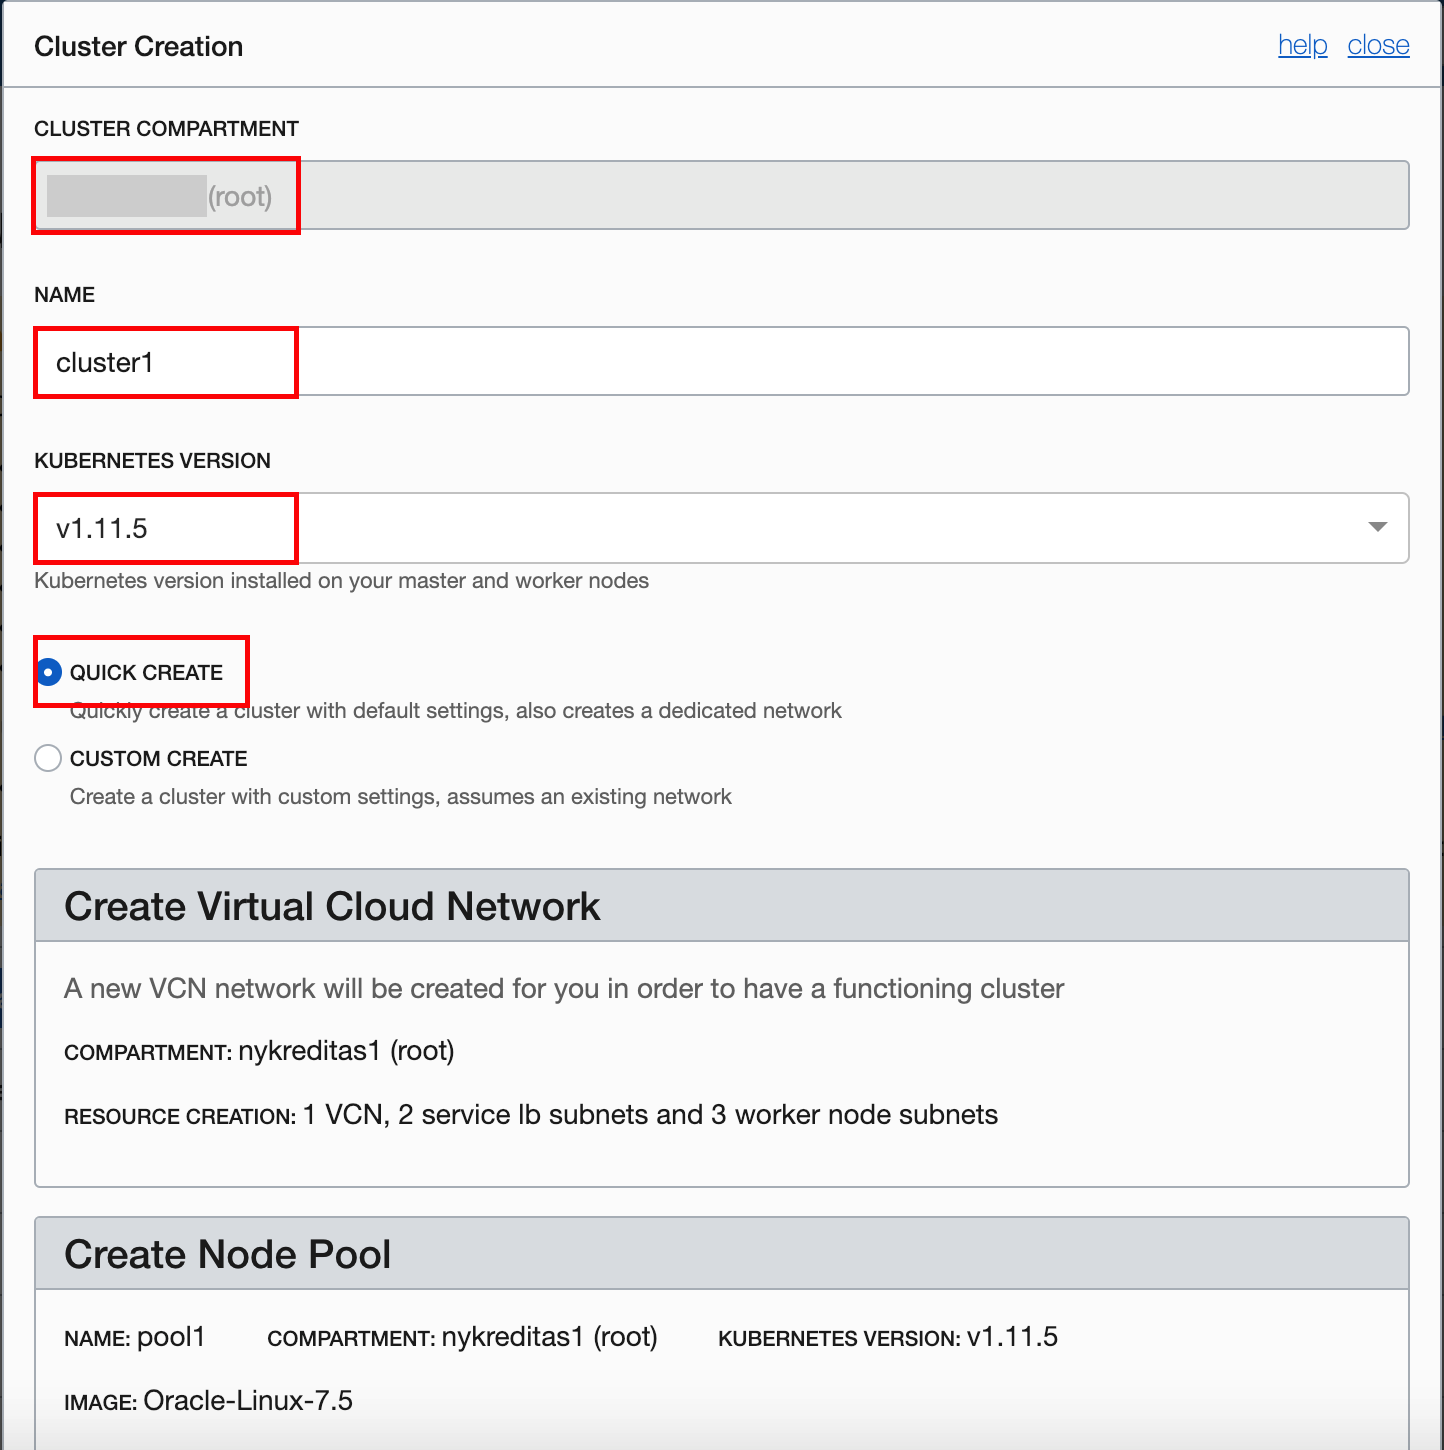 Cluster Creation help close
CLUSTER COMPARTMENT
(root)
NAME
cluster1
KUBERNETES VERSION
v1.11.5
Kubernetes version installed on your master and worker nodes
QUICK CREATE
Quickly create a cluster with default settings, also creates a dedicated network
CUSTOM CREATE
Create a cluster with custom settings, assumes an existing network
Create Virtual Cloud Network
A new VCN network will be created for you in order to have a functioning cluster
COMPARTMENT: nykreditas1 (root)
RESOURCE CREATION: 1 VCN, 2 service lb subnets and 3 worker node subnets
Create Node Pool
NAME: pool1 COMPARTMENT: nykreditas1 (root) KUBERNETES VERSION: v1.11.5
IMAGE: Oracle-Linux-7.5